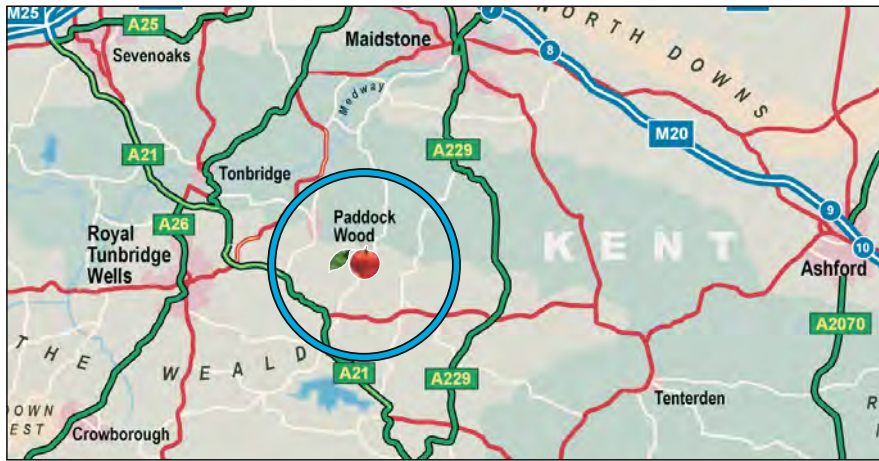 M25
A25
Sevenoaks
Maidstone
7
8
NORTH DOWNS
Medway
M20
A21
A229
Tonbridge
A26
Paddock
Wood
Royal
Tunbridge
Wells
KENT
9
10
Ashford
A2070
THE WEALD
A21
A229
Tenterden
DOWN
EST
Crowborough
R